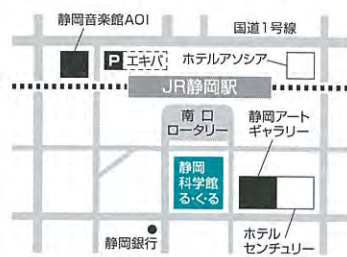 静岡音楽館AOI
国道1号線
P エキパ
ホテルアソシア
JR静岡駅
南口
ロータリー
静岡アート
ギャラリー
静岡
科学館
る・く・る
静岡銀行
ホテル
センチュリー